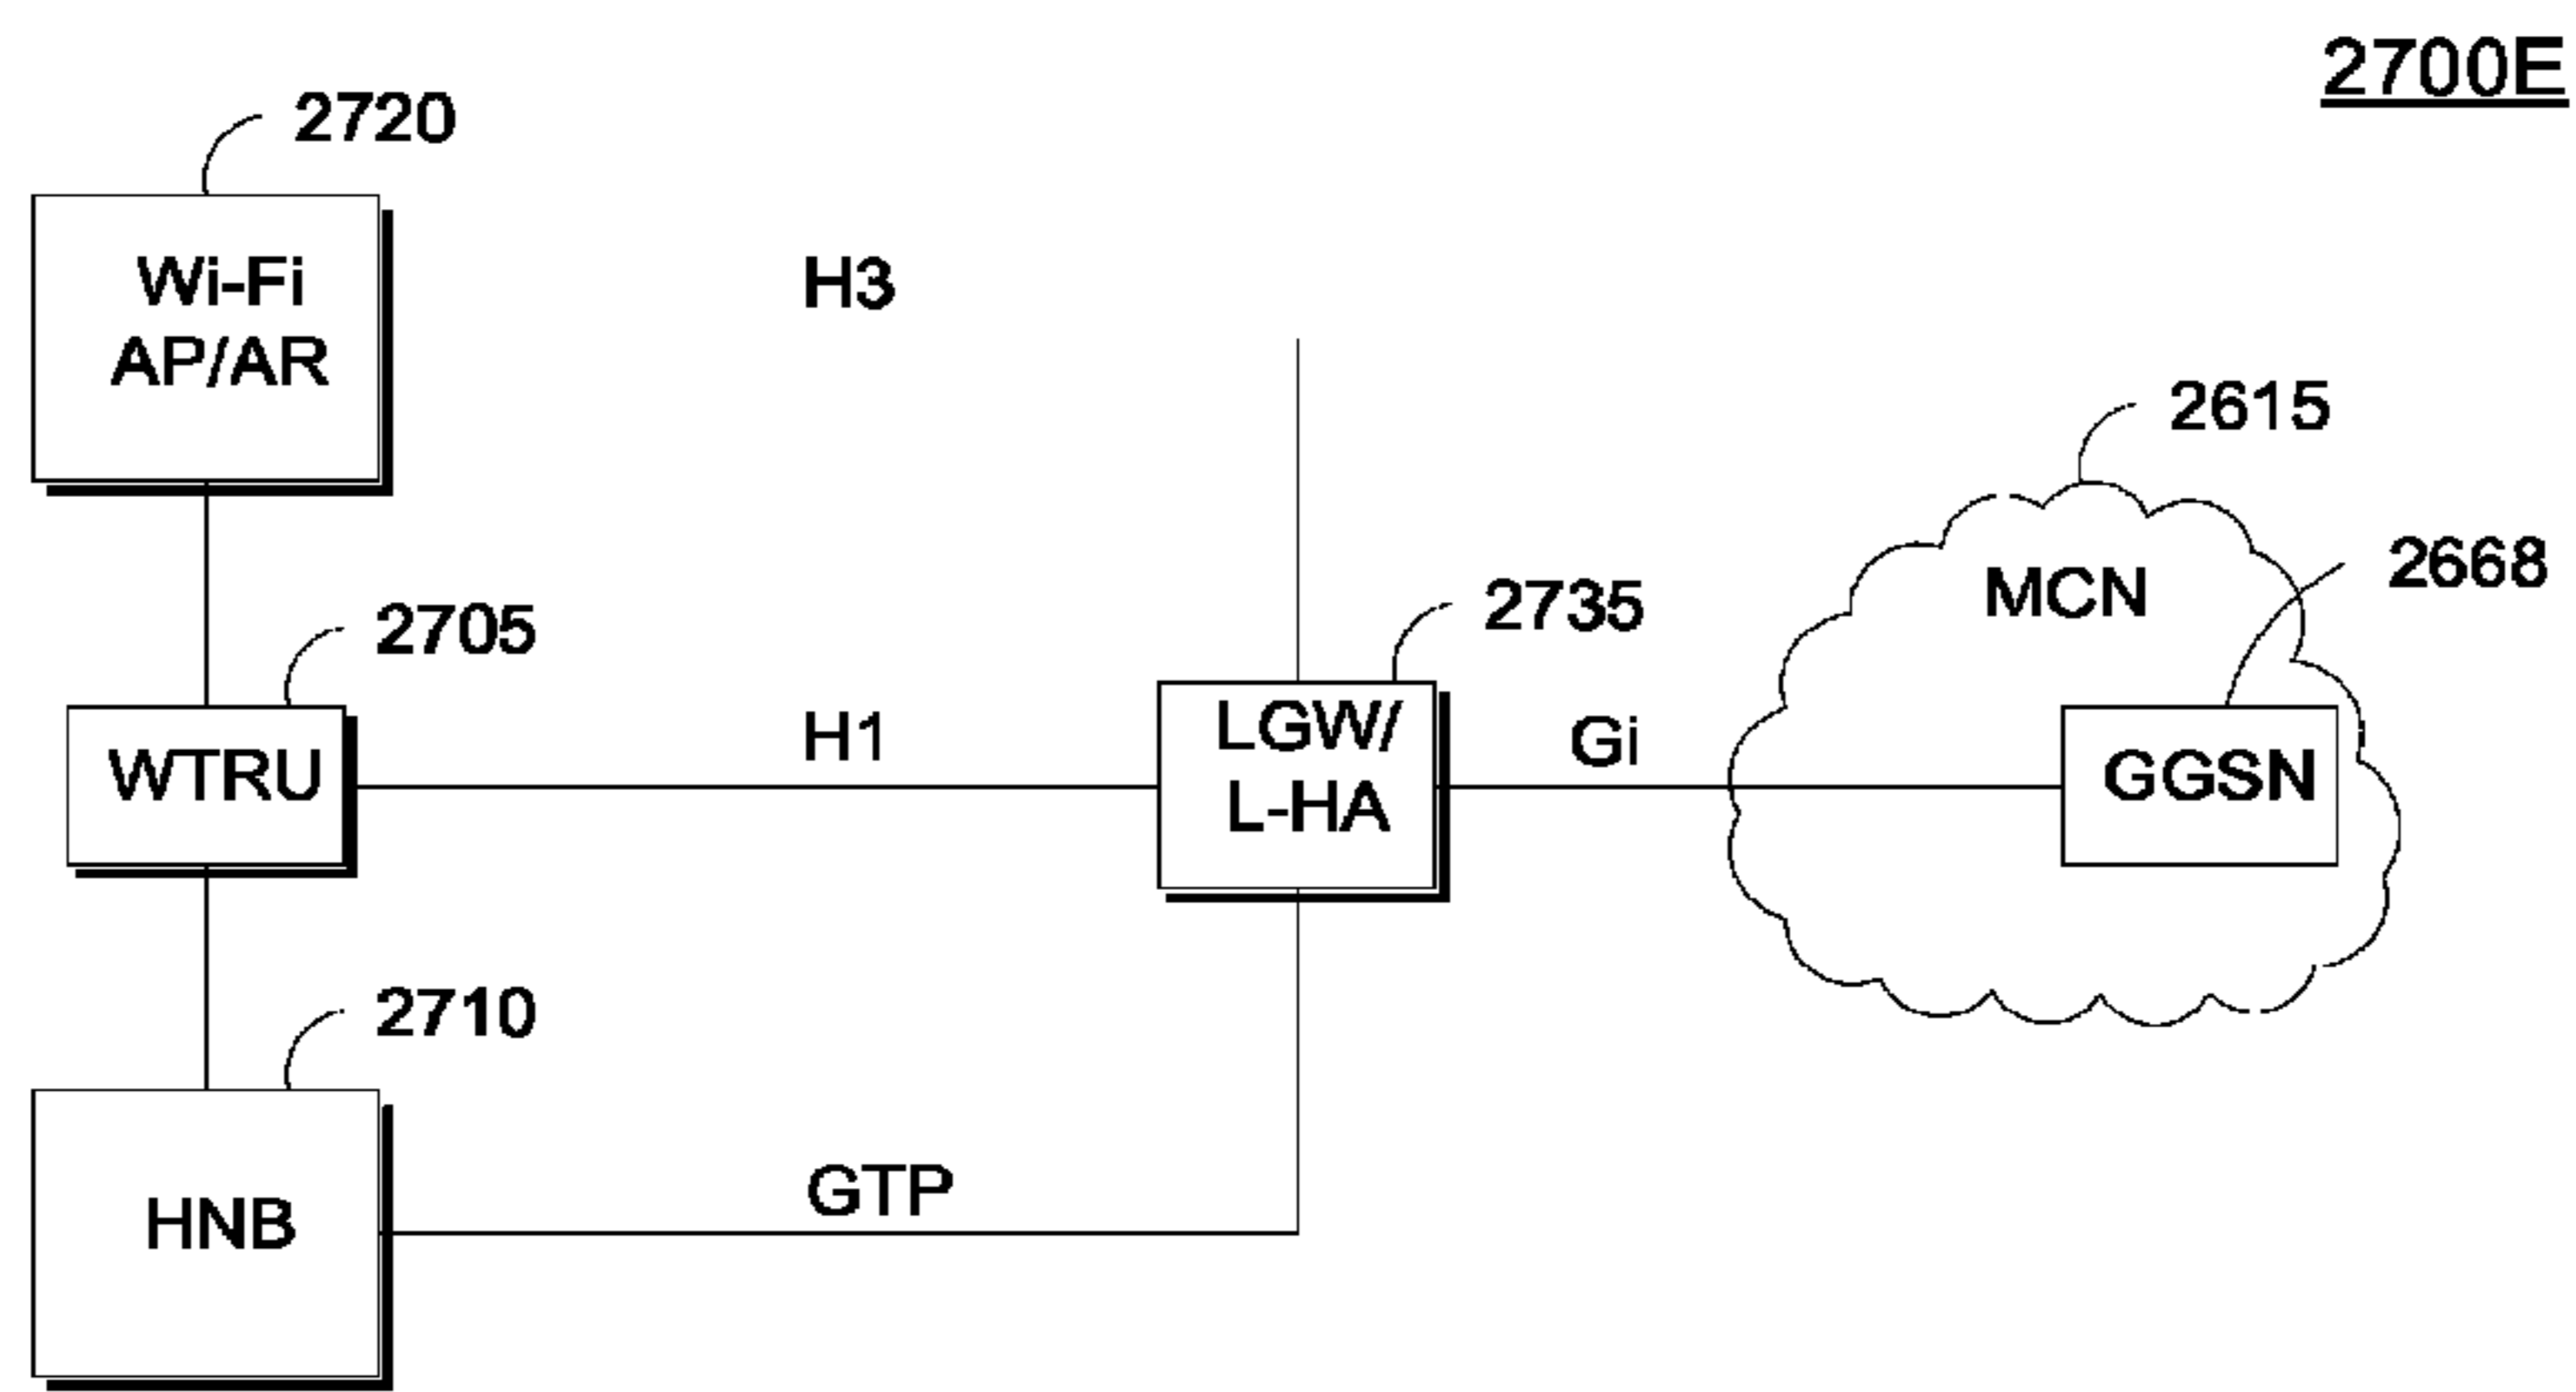 2700E
2720
Wi-Fi
AP/AR
H3
2615
MCN
2668
2705
2735
WTRU
H1
LGW/
L-HA
Gi
GGSN
2710
HNB
GTP